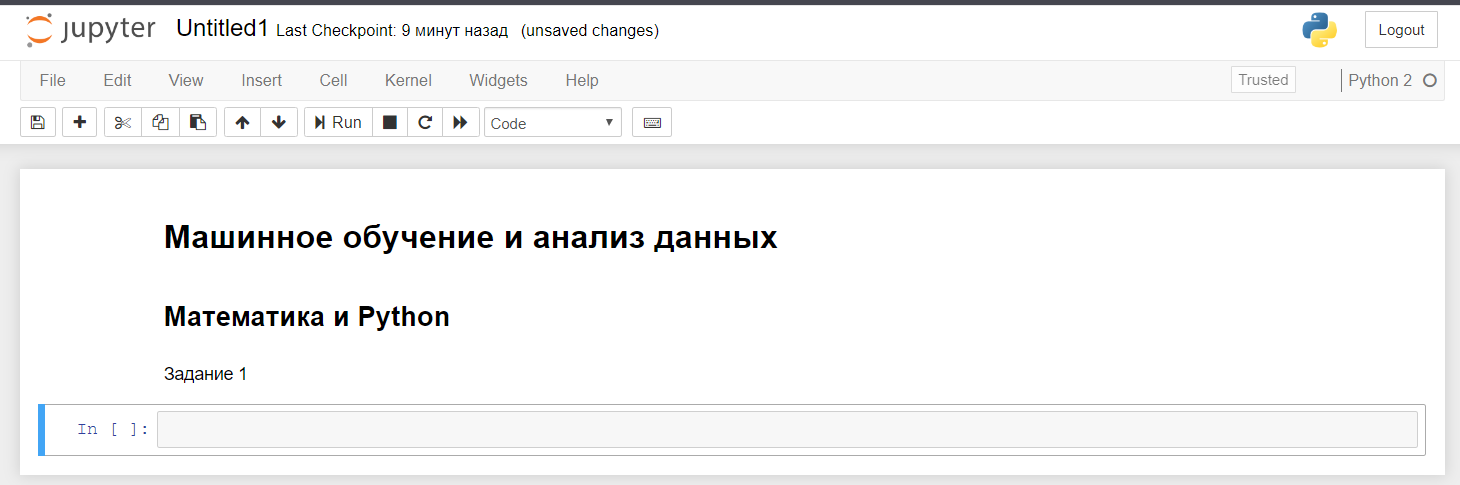 jupyter Untitled1 Last Checkpoint: 9 минут назад (unsaved changes) Logout
File Edit View Insert Cell Kernel Widgets Help Trusted Python 2
Run Code
Машинное обучение и анализ данных
Математика и Python
Задание 1
In [ ]: